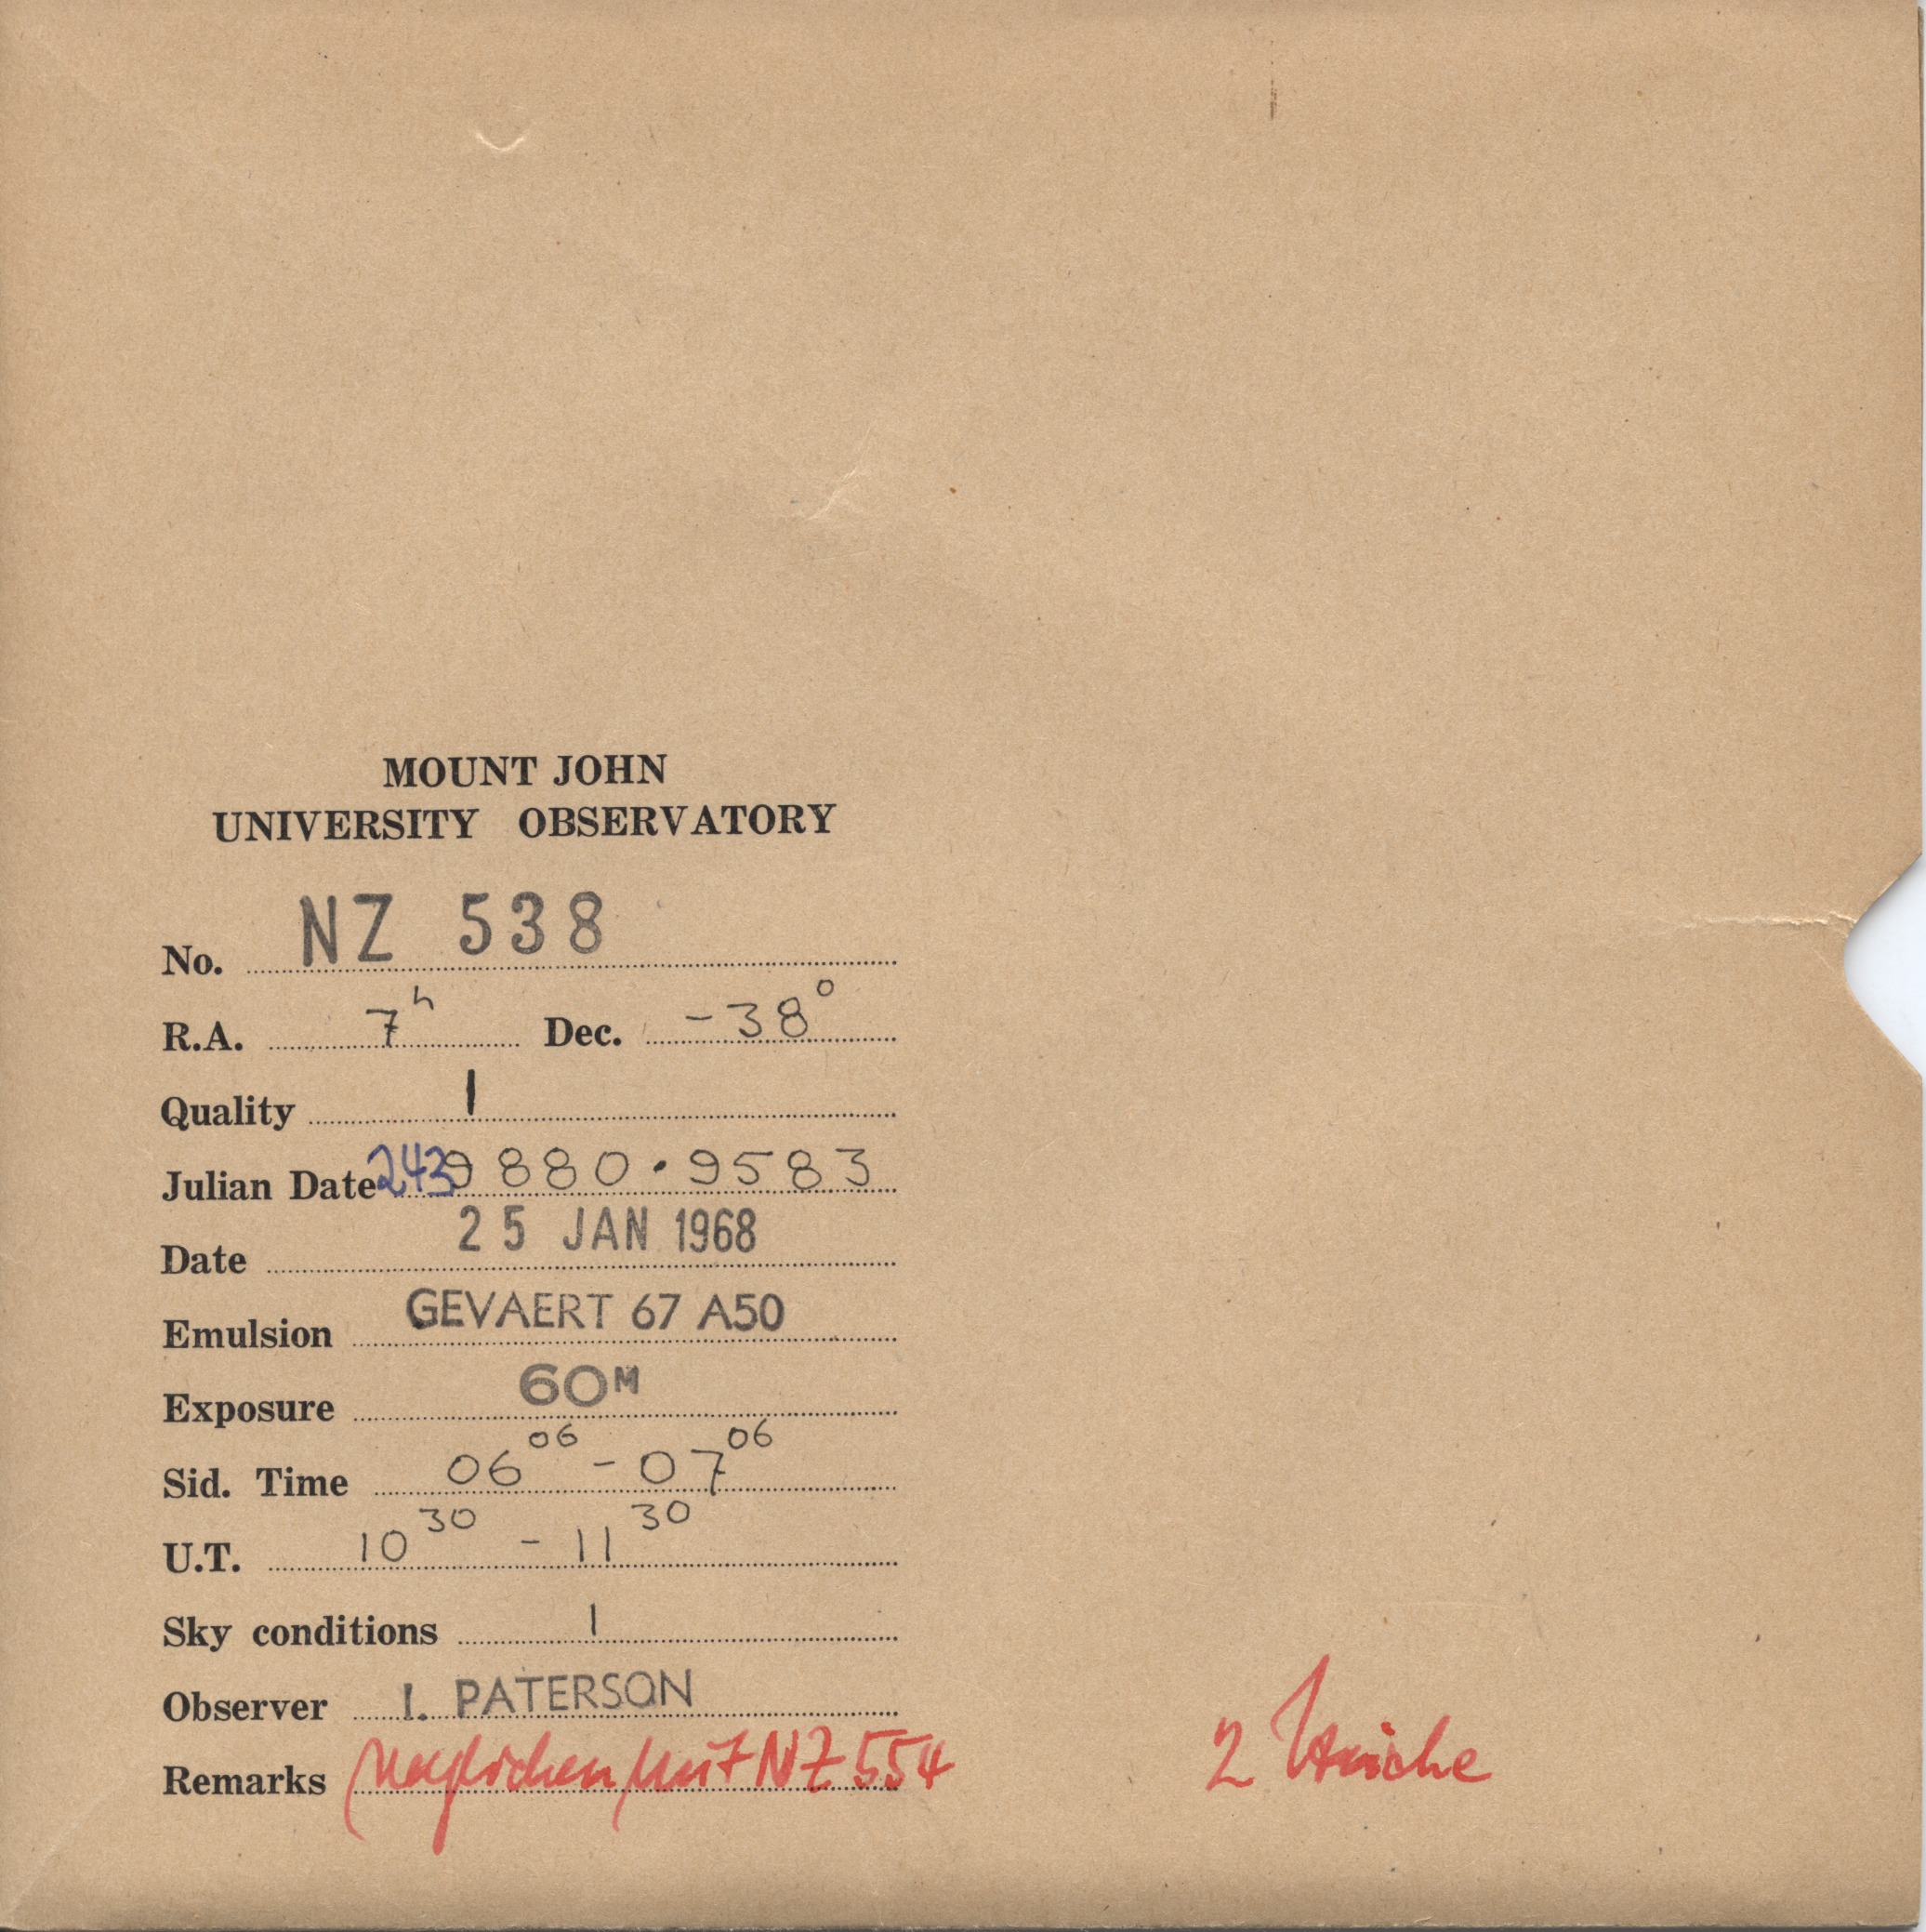 MOUNT JOHN
UNIVERSITY OBSERVATORY
No. NZ 538
R.A. 7h Dec. -38°
Quality 1
Julian Date 2439880.9583
Date 25 JAN 1968
Emulsion GEVAERT 67 A50
Exposure 60M
Sid. Time 06 06 - 07 06
U.T. 10 30 - 11 30
Sky conditions 1
Observer I. PATERSON
Remarks verglichen mit NZ 554
2 Striche